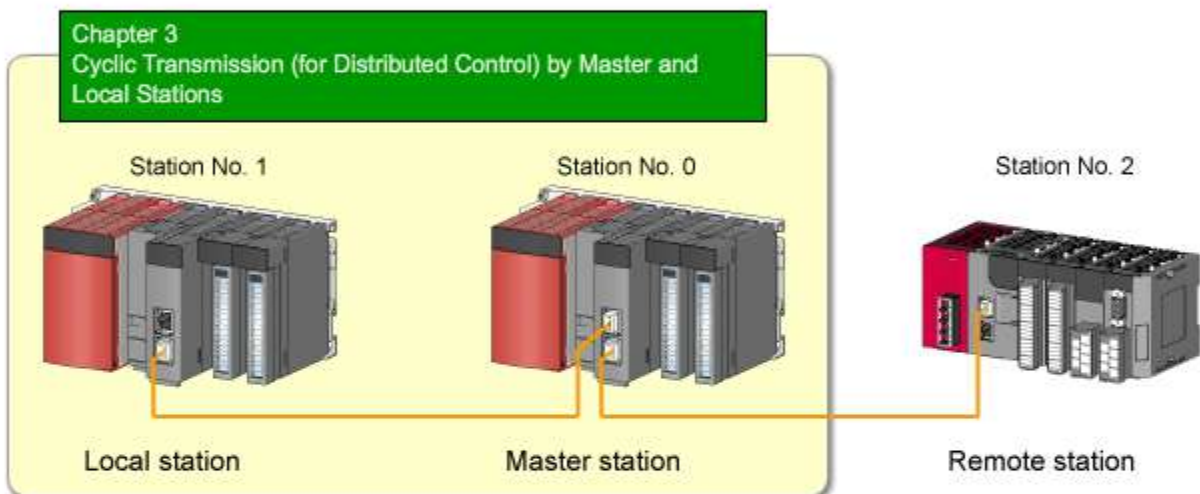 Chapter 3
Cyclic Transmission (for Distributed Control) by Master and
Local Stations
Station No. 1
Station No. 0
Station No. 2
Local station
Master station
Remote station